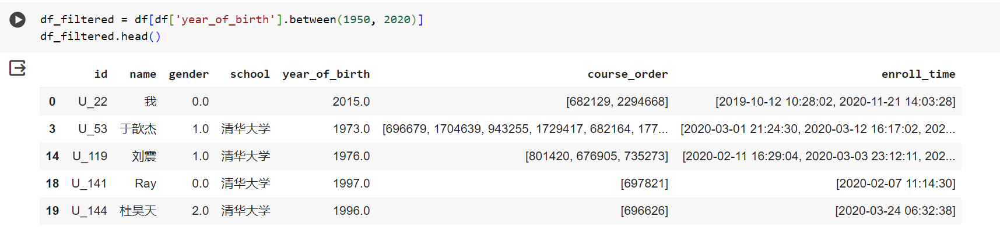 df_filtered = df[df['year_of_birth'].between(1950, 2020)]
df_filtered.head()
id name gender school year_of_birth course_order enroll_time
0 U_22 我 0.0 2015.0 [682129, 2294668] [2019-10-12 10:28:02, 2020-11-21 14:03:28]
3 U_53 于歆杰 1.0 清华大学 1973.0 [696679, 1704639, 943255, 1729417, 682164, 177... [2020-03-01 21:24:30, 2020-03-12 16:17:02, 202...
14 U_119 刘震 1.0 清华大学 1976.0 [801420, 676905, 735273] [2020-02-11 16:29:04, 2020-03-03 23:12:11, 202...
18 U_141 Ray 0.0 清华大学 1997.0 [697821] [2020-02-07 11:14:30]
19 U_144 杜昊天 2.0 清华大学 1996.0 [696626] [2020-03-24 06:32:38]